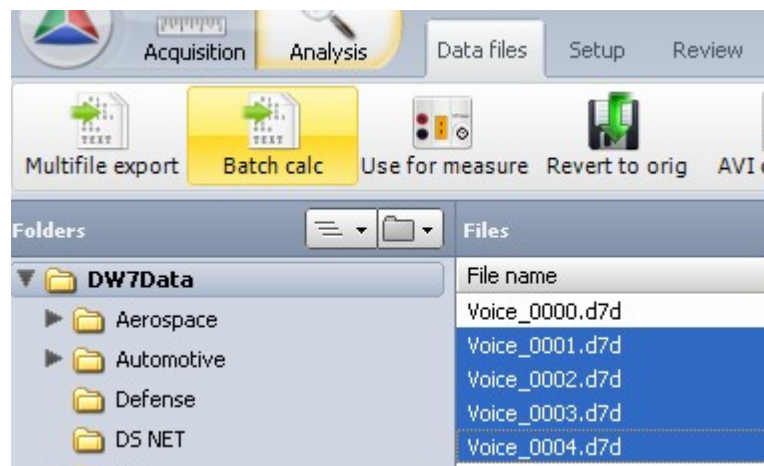 Acquisition Analysis Data files Setup Review
TEXT TEXT
Multifile export Batch calc Use for measure Revert to orig AVI
Folders Files
DW7Data File name
Voice_0000.d7d
Aerospace Voice_0001.d7d
Automotive Voice_0002.d7d
Defense Voice_0003.d7d
DS NET Voice_0004.d7d